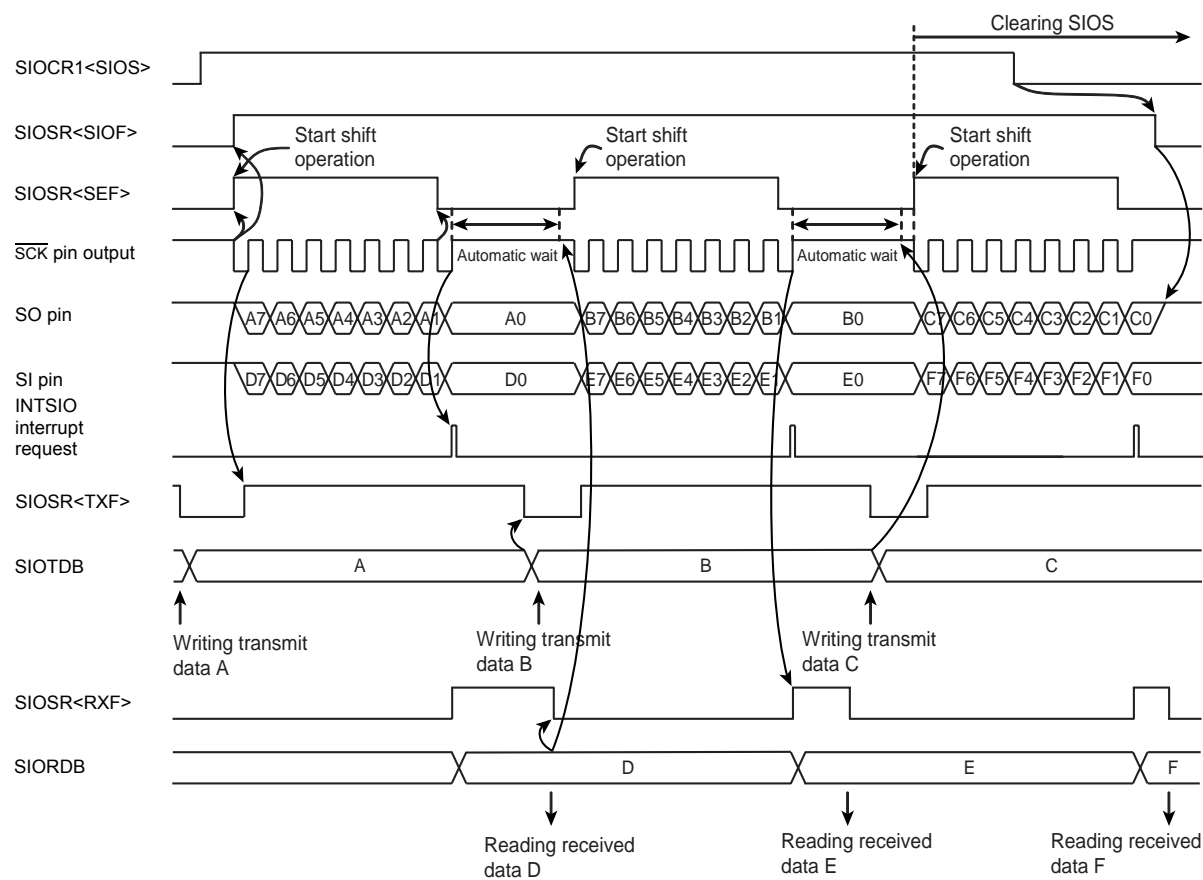 Clearing SIOS
SIOCR1<SIOS>
SIOSR<SIOF>
Start shift
operation
Start shift
operation
Start shift
operation
SIOSR<SEF>
SCK pin output
Automatic wait
Automatic wait
SO pin
A7 A6 A5 A4 A3 A2 A1 A0 B7 B6 B5 B4 B3 B2 B1 B0 C7 C6 C5 C4 C3 C2 C1 C0
SI pin
D7 D6 D5 D4 D3 D2 D1 D0 E7 E6 E5 E4 E3 E2 E1 E0 F7 F6 F5 F4 F3 F2 F1 F0
INTSIO
interrupt
request
SIOSR<TXF>
SIOTDB
A B C
Writing transmit
data A
Writing transmit
data B
Writing transmit
data C
SIOSR<RXF>
SIORDB
D E F
Reading received
data D
Reading received
data E
Reading received
data F